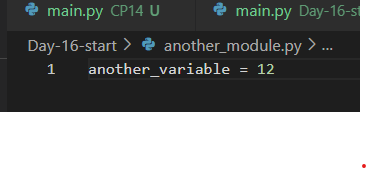 main.py CP14 U main.py Day-16-st
Day-16-start > another_module.py > ...
1 another_variable = 12